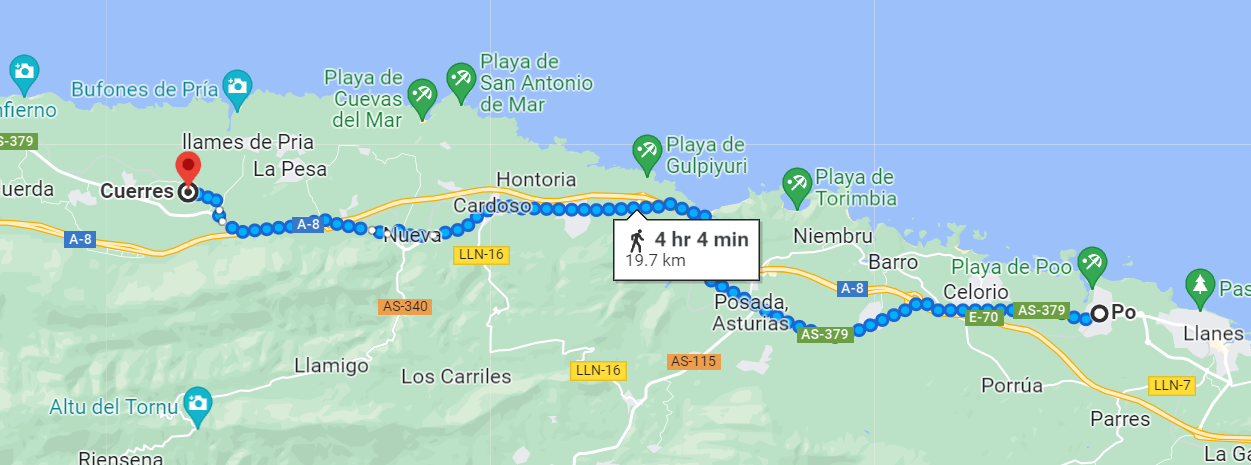 Playa de
San Antonio
de Mar
Playa de
Cuevas
del Mar
Bufones de Pría
nfierno
S-379
llames de Pria
La Pesa
Playa de
Gulpiyuri
Playa de
Torimbia
uerda
Cuerres
Hontoria
Cardoso
A-8
A-8
Nueva
LLN-16
4 hr 4 min
19.7 km
Niembru
Barro
Playa de Poo
A-8
Celorio
Pas
AS-340
Posada,
Asturias
AS-379
E-70
AS-379
Po
Llanes
Llamigo
Los Carriles
LLN-16
AS-115
Porrúa
LLN-7
Altu del Tornu
Parres
Riensena
La Ga